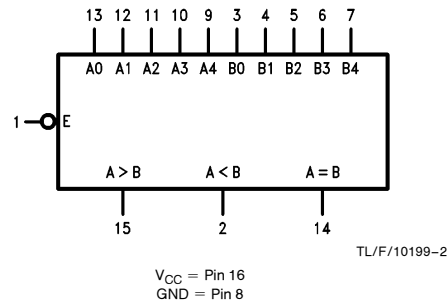 13 12 11 10 9 3 4 5 6 7
A0 A1 A2 A3 A4 B0 B1 B2 B3 B4
1 E
A > B A < B A = B
15 2 14
TL/F/10199–2
VCC = Pin 16
GND = Pin 8